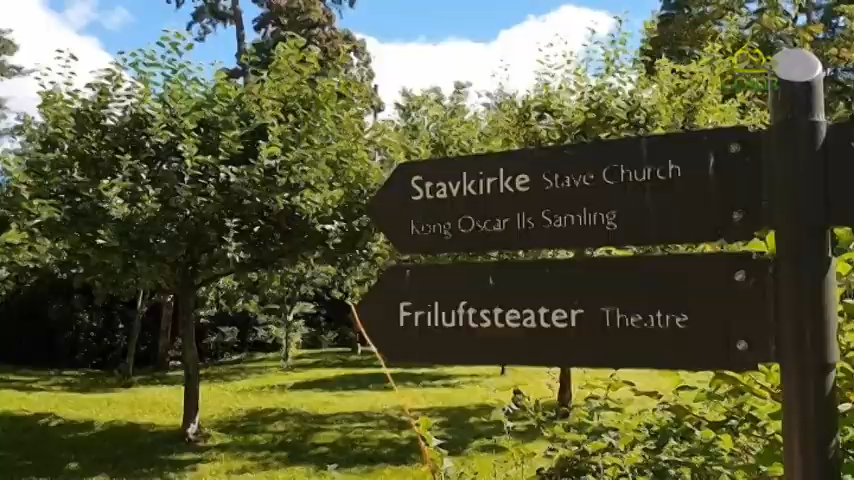 Stavkirke Stave Church
Kong Oscar IIs Samling
Friluftsteater Theatre